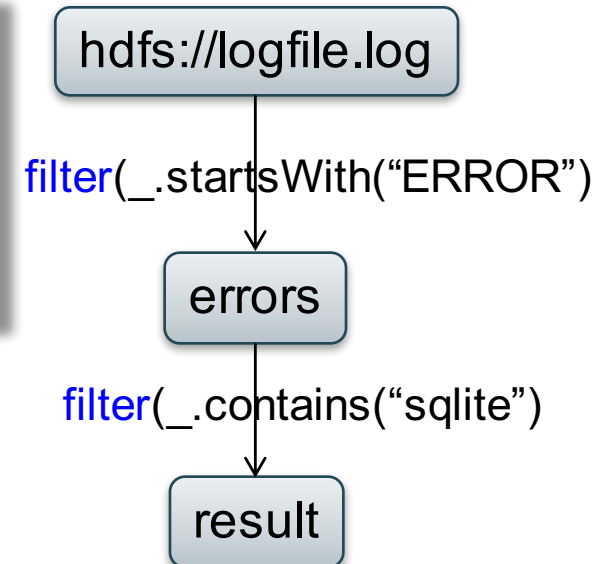 hdfs://logfile.log
filter(_.startsWith(“ERROR”)
errors
filter(_.contains(“sqlite”)
result